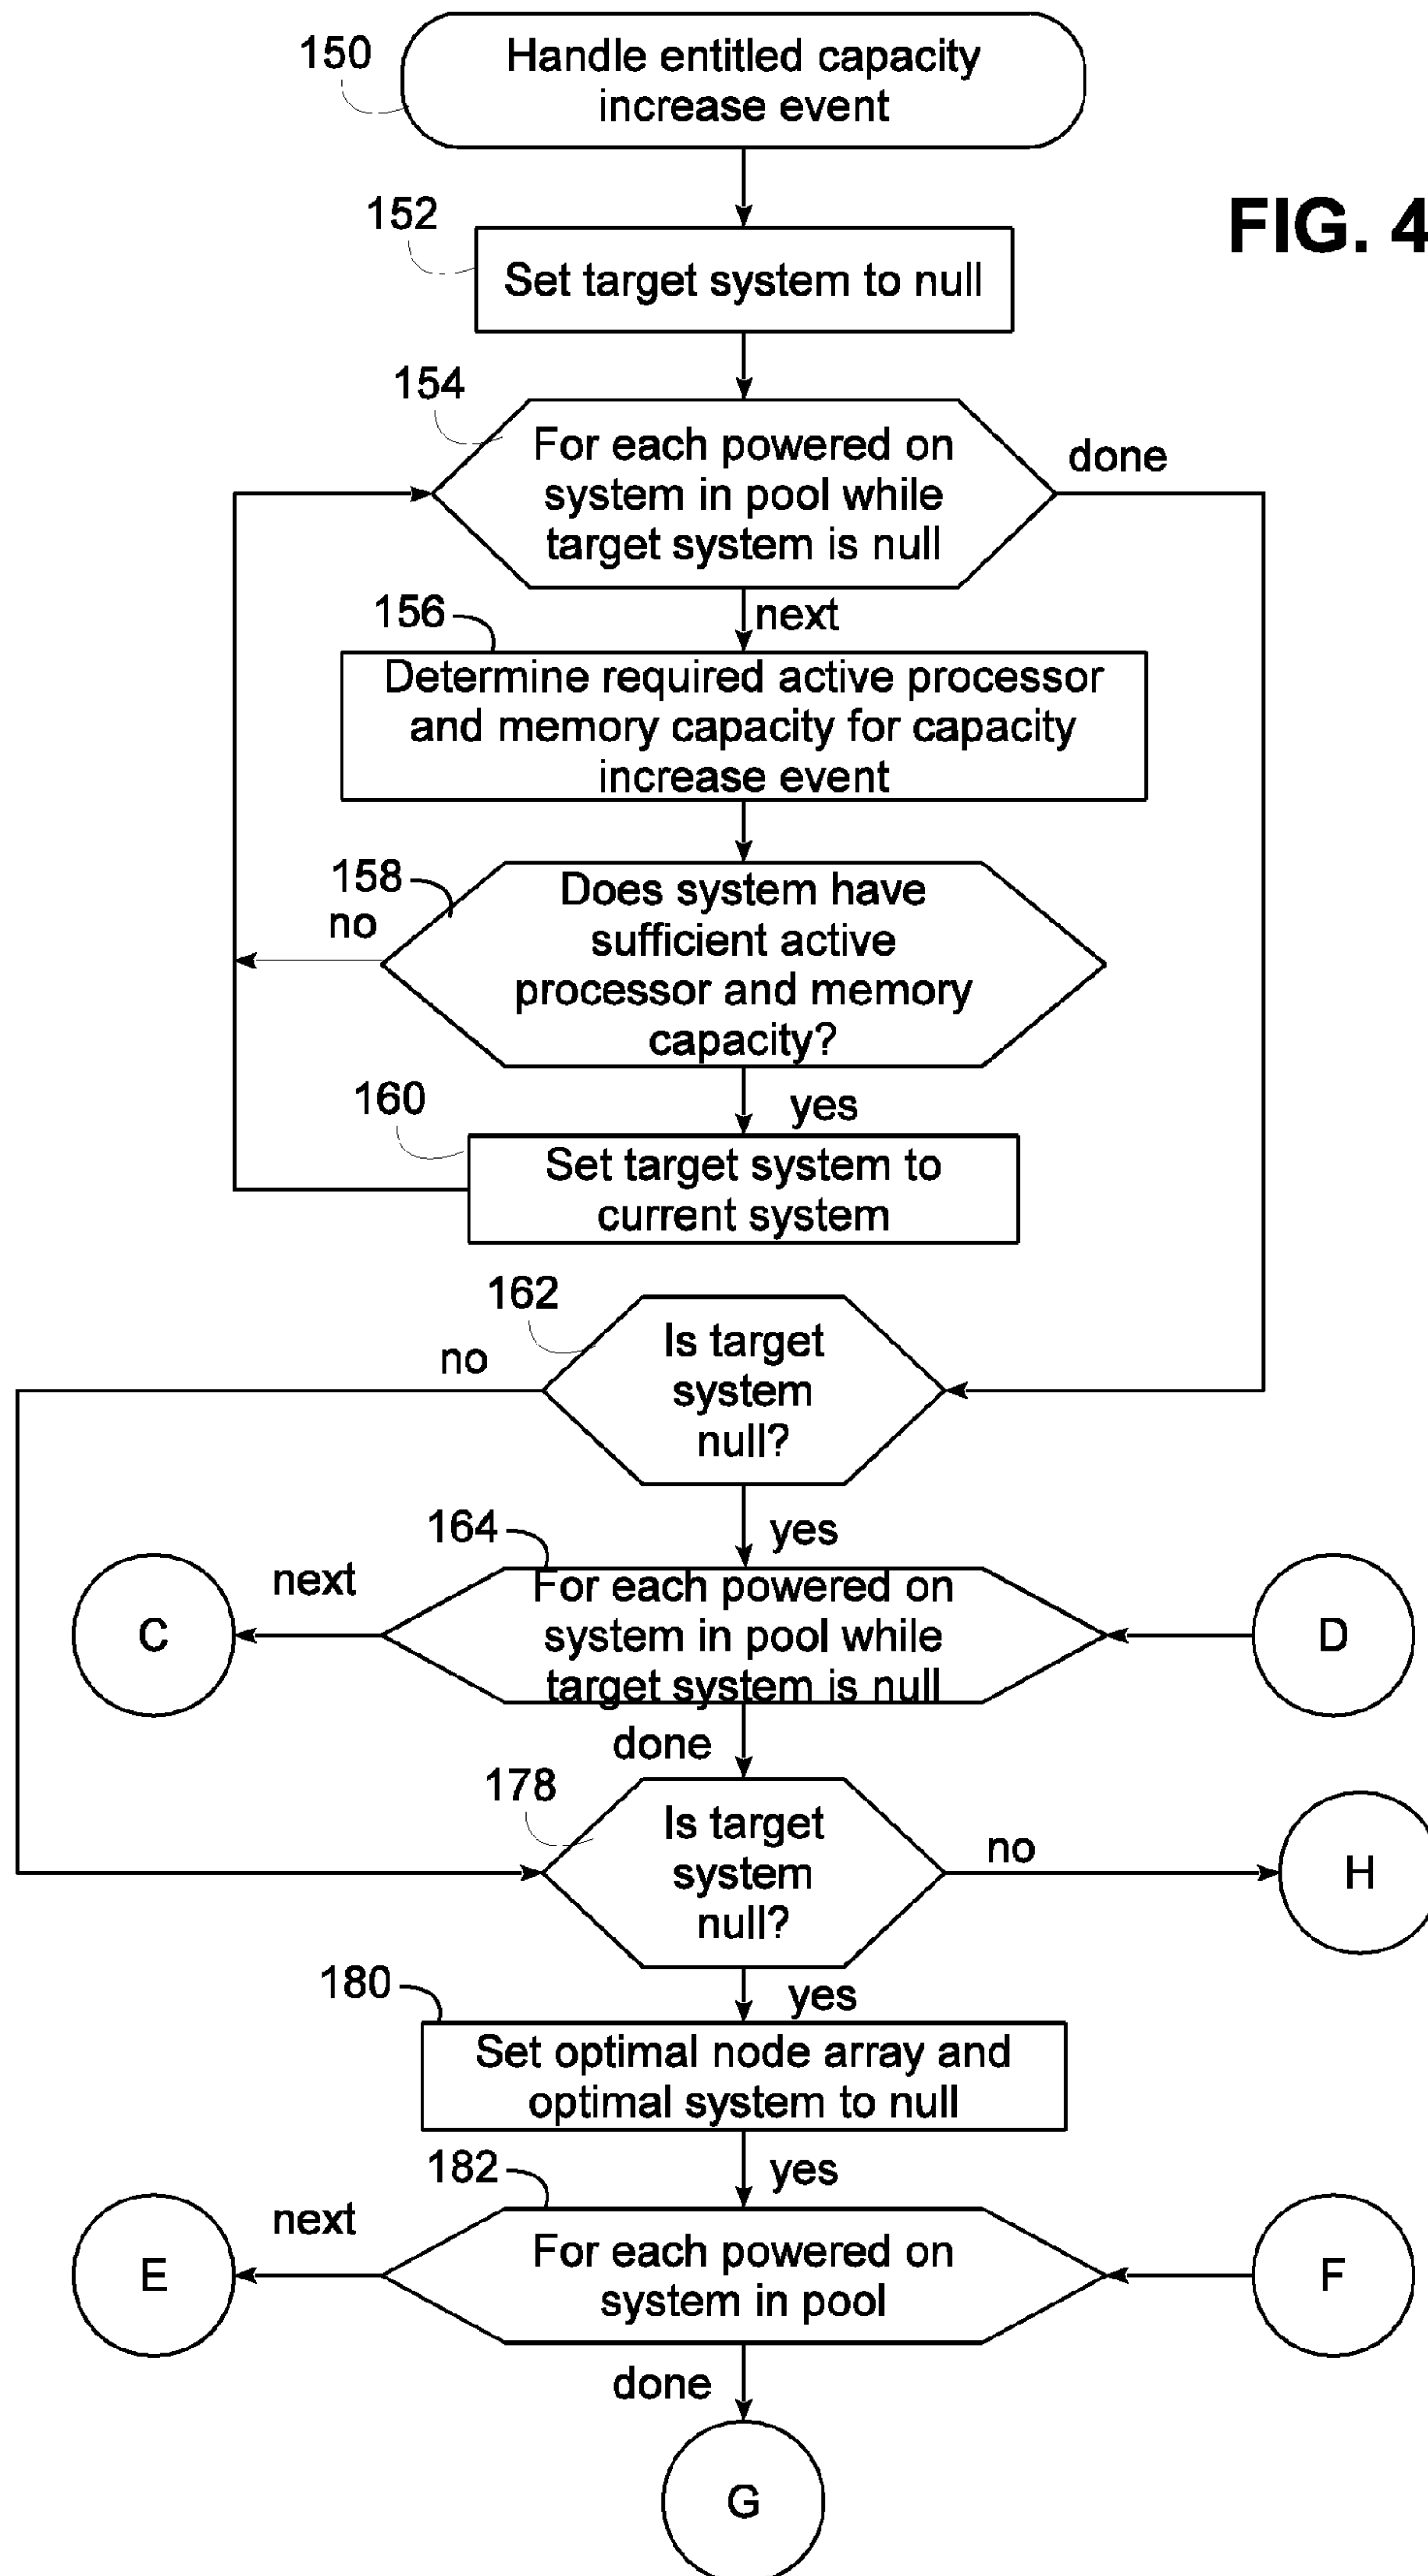 150
Handle entitled capacity
increase event
152
FIG. 4
Set target system to null
154
For each powered on
system in pool while
target system is null
done
156
next
Determine required active processor
and memory capacity for capacity
increase event
158
no
Does system have
sufficient active
processor and memory
capacity?
160
yes
Set target system to
current system
162
no
Is target
system
null?
164
yes
next
C
For each powered on
system in pool while
target system is null
D
done
178
Is target
system
null?
no
H
180
yes
Set optimal node array and
optimal system to null
182
yes
next
E
For each powered on
system in pool
F
done
G